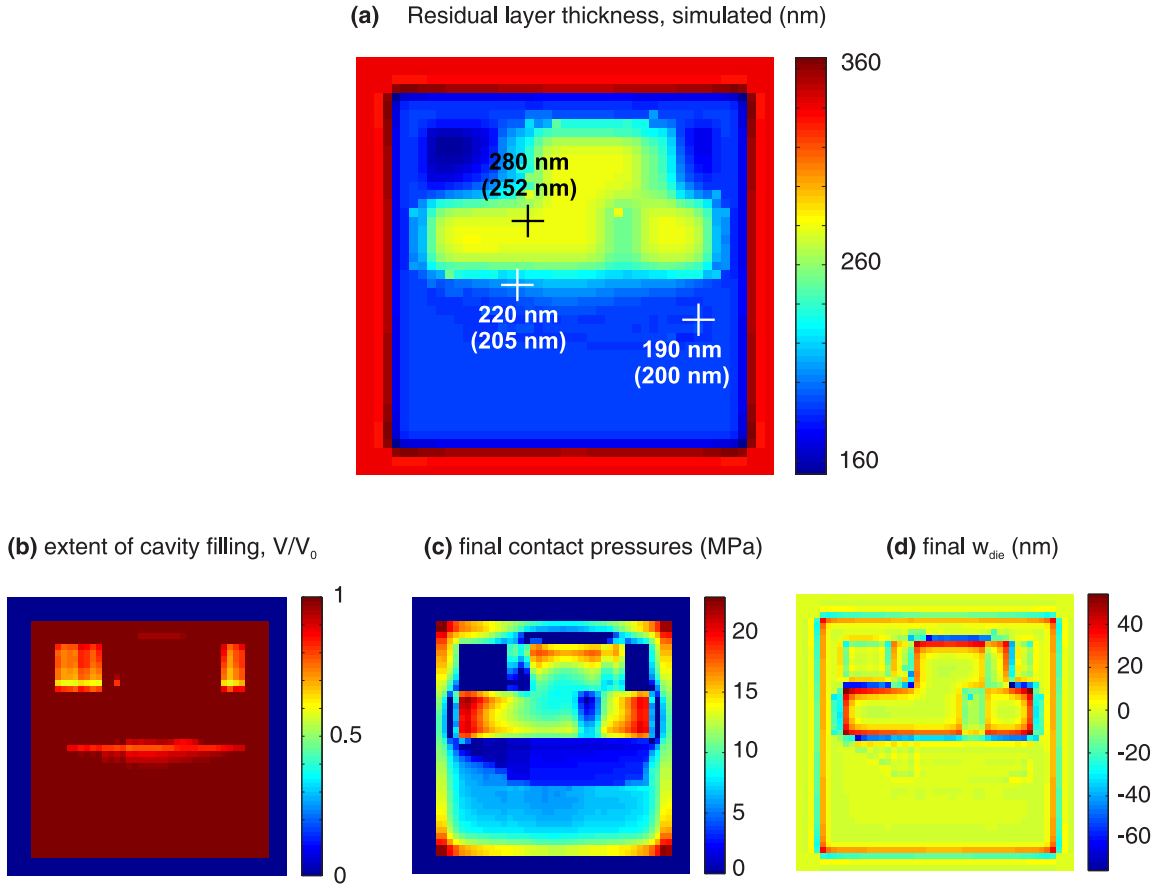 (a) Residual layer thickness, simulated (nm)
360
280 nm
(252 nm)
260
220 nm
(205 nm)
190 nm
(200 nm)
160
(b) extent of cavity filling, V/V0
1
0.5
0
(c) final contact pressures (MPa)
20
15
10
5
0
(d) final wdie (nm)
40
20
0
-20
-40
-60